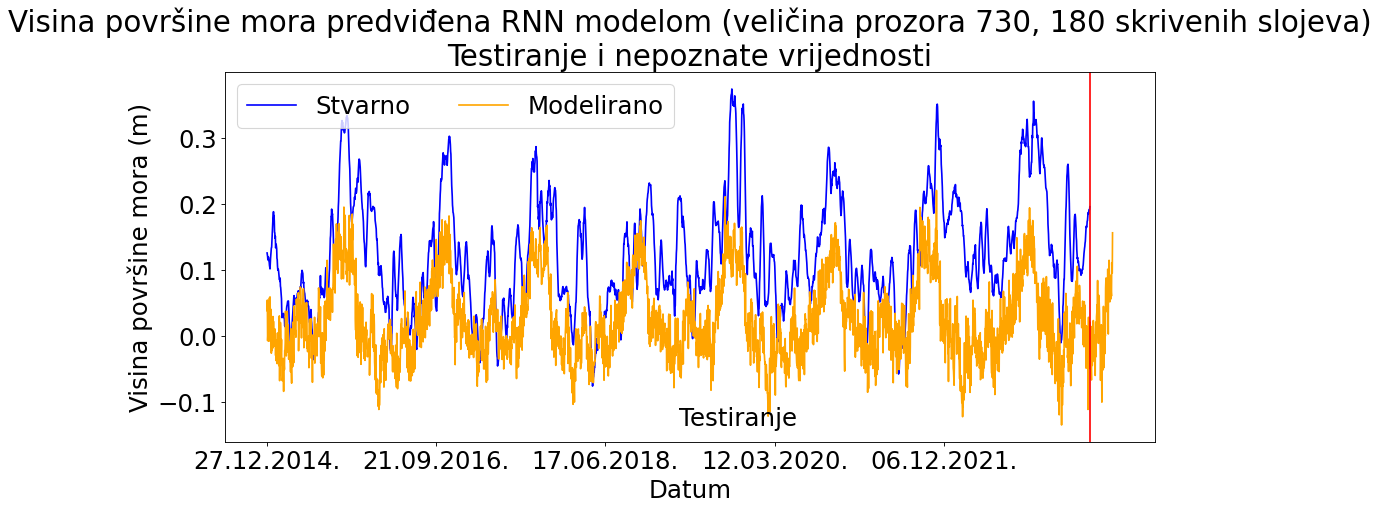 Visina površine mora predviđena RNN modelom (veličina prozora 730, 180 skrivenih slojeva)
Testiranje i nepoznate vrijednosti
Stvarno Modelirano
Visina površine mora (m)
0.3
0.2
0.1
0.0
−0.1
Testiranje
27.12.2014. 21.09.2016. 17.06.2018. 12.03.2020. 06.12.2021.
Datum